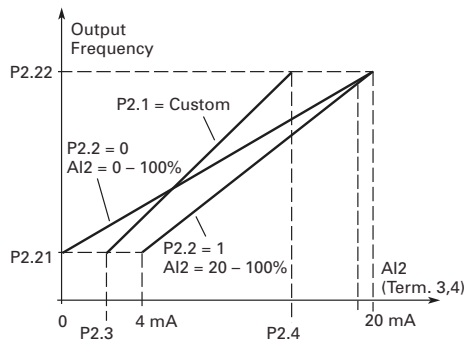 Output
Frequency
P2.22
P2.1 = Custom
P2.2 = 0
AI2 = 0 – 100%
P2.2 = 1
AI2 = 20 – 100%
P2.21
AI2
(Term. 3,4)
0
P2.3
4 mA
P2.4
20 mA